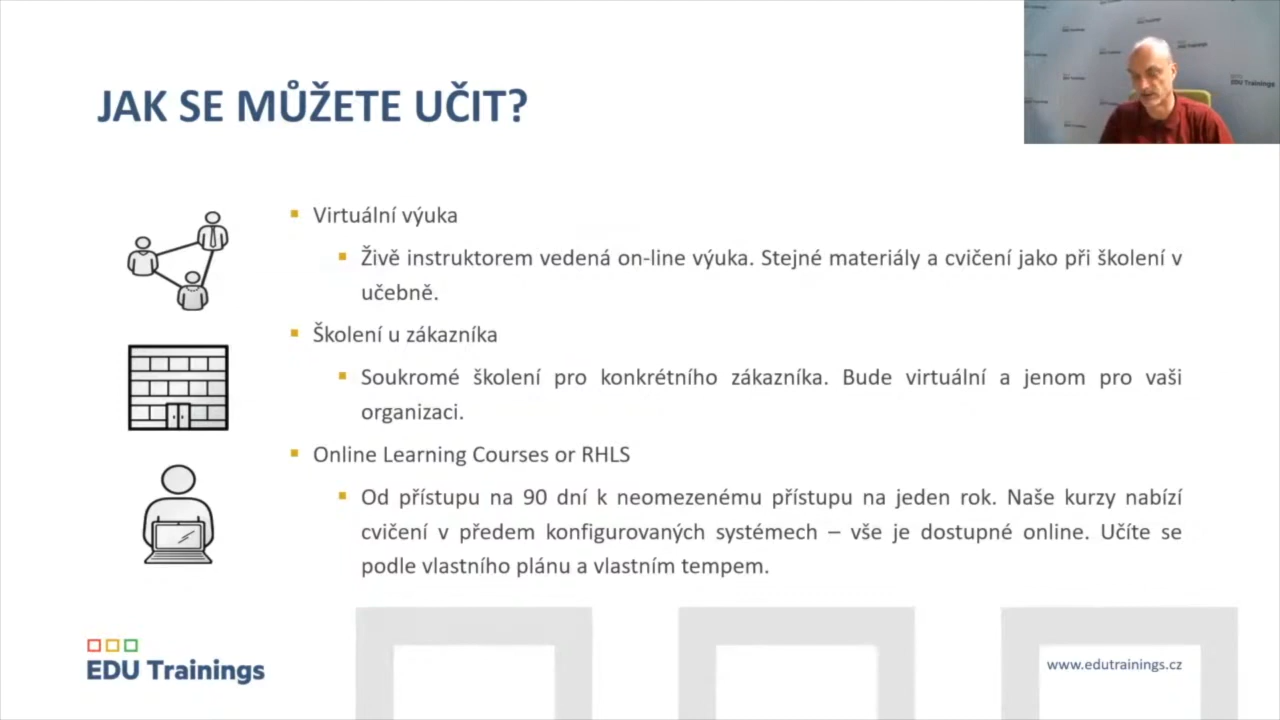 JAK SE MŮŽETE UČIT?
EDU Trainings
▪ Virtuální výuka
▪ Živě instruktorem vedená on-line výuka. Stejné materiály a cvičení jako při školení v
učebně.
▪ Školení u zákazníka
▪ Soukromé školení pro konkrétního zákazníka. Bude virtuální a jenom pro vaši
organizaci.
▪ Online Learning Courses or RHLS
▪ Od přístupu na 90 dní k neomezenému přístupu na jeden rok. Naše kurzy nabízí
cvičení v předem konfigurovaných systémech – vše je dostupné online. Učíte se
podle vlastního plánu a vlastním tempem.
EDU Trainings
www.edutrainings.cz